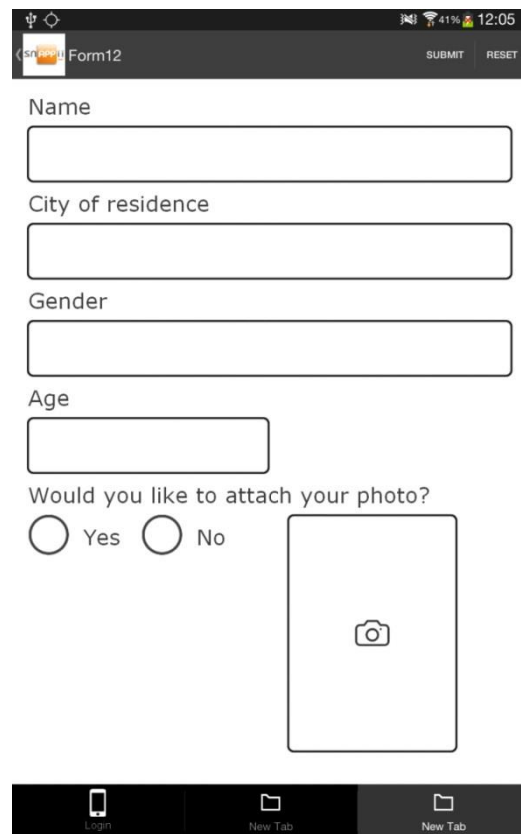 41% 12:05
snappii Form12 SUBMIT RESET
Name
City of residence
Gender
Age
Would you like to attach your photo?
Yes No
Login New Tab New Tab